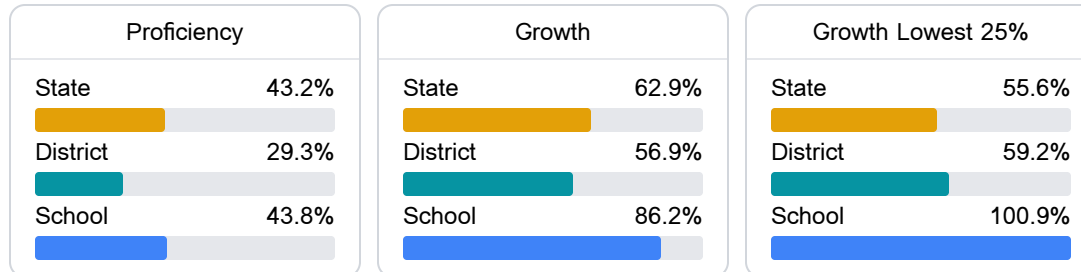 Proficiency
State 43.2%
District 29.3%
School 43.8%
Growth
State 62.9%
District 56.9%
School 86.2%
Growth Lowest 25%
State 55.6%
District 59.2%
School 100.9%